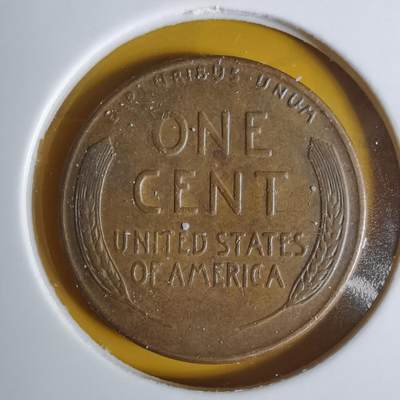 E·PLURIBUS·UNUM
ONE
CENT
UNITED STATES
OF AMERICA